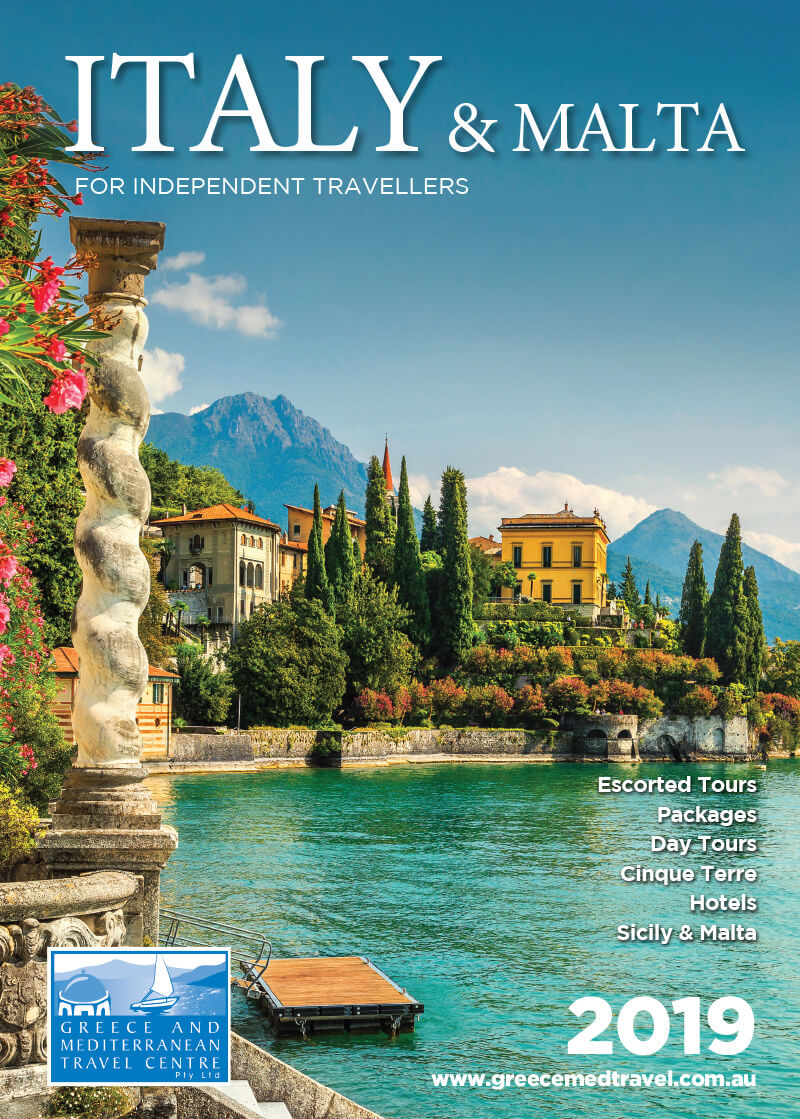 ITALY & MALTA
FOR INDEPENDENT TRAVELLERS
Escorted Tours
Packages
Day Tours
Cinque Terre
Hotels
Sicily & Malta
2019
www.greecemedtravel.com.au
GREECE AND
MEDITERRANEAN
TRAVEL CENTRE
Pty Ltd